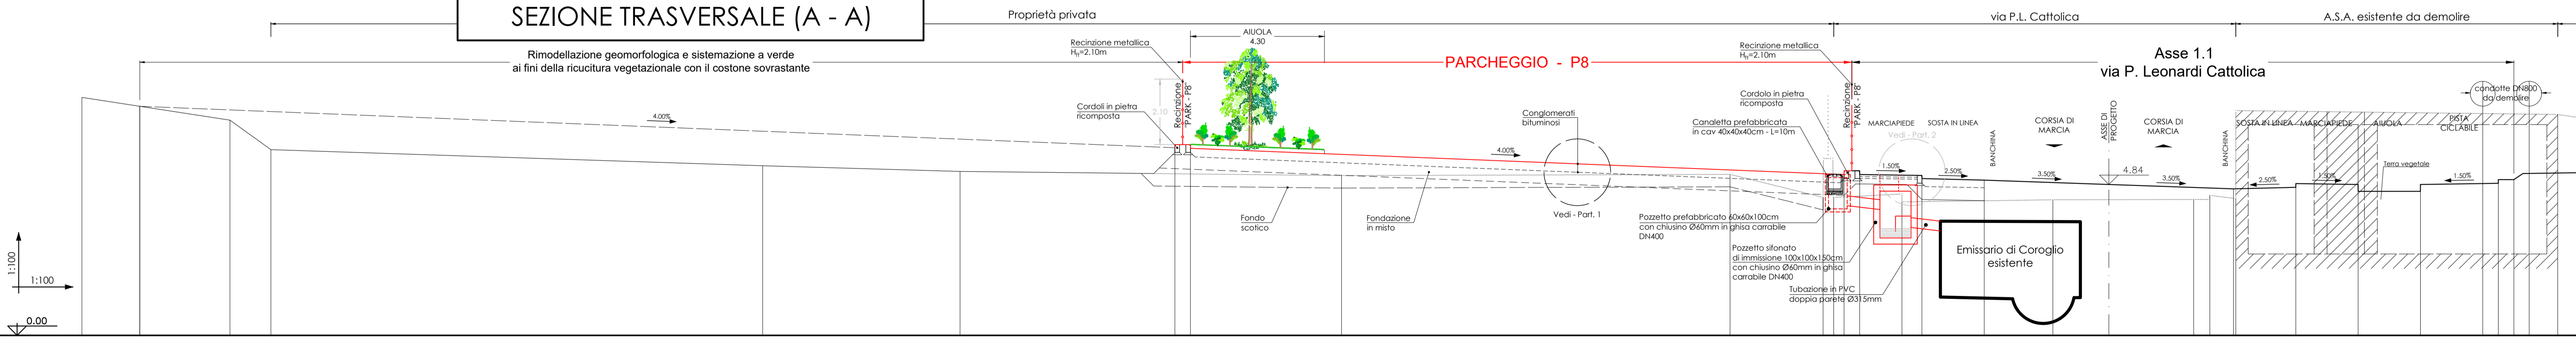 SEZIONE TRASVERSALE (A - A)
Proprietà privata
via P.L. Cattolica
A.S.A. esistente da demolire
Rimodellazione geomorfologica e sistemazione a verde
ai fini della ricucitura vegetazionale con il costone sovrastante
Recinzione metallica
Hn=2.10m
AIUOLA
4.30
PARCHEGGIO - P8
Recinzione metallica
Hn=2.10m
Asse 1.1
via P. Leonardi Cattolica
2.10
Recinzione
"PARK - P8"
Cordoli in pietra
ricomposta
4.00%
Conglomerati
bituminosi
Cordolo in pietra
ricomposta
Canaletta prefabbricata
in cav 40x40x40cm - L=10m
Recinzione
"PARK - P8"
MARCIAPIEDE
SOSTA IN LINEA
Vedi - Part. 2
BANCHINA
CORSIA DI
MARCIA
ASSE DI
PROGETTO
CORSIA DI
MARCIA
BANCHINA
SOSTA IN LINEA
MARCIAPIEDE
AIUOLA
PISTA
CICLABILE
condotte DN800
da demolire
Terra vegetale
4.00%
1.50%
2.50%
3.50%
4.84
3.50%
2.50%
1.50%
1.50%
Fondo
scotico
Fondazione
in misto
Vedi - Part. 1
Pozzetto prefabbricato 60x60x100cm
con chiusino Ø60mm in ghisa carrabile
DN400
Pozzetto sifonato
di immissione 100x100x150cm
con chiusino Ø60mm in ghisa
carrabile DN400
Tubazione in PVC
doppia parete Ø315mm
Emissario di Coroglio
esistente
1:100
1:100
0.00